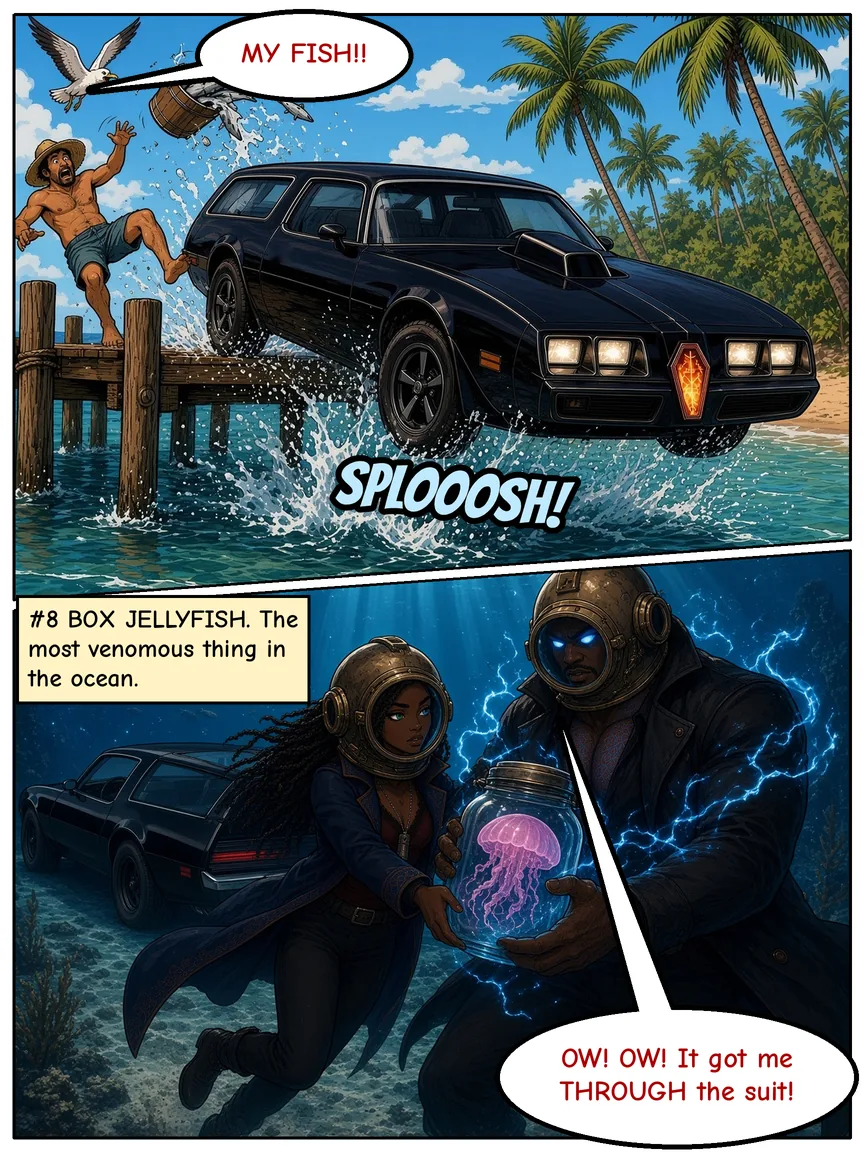 MY FISH!!
SPLOOOSH!
#8 BOX JELLYFISH. The
most venomous thing in
the ocean.
OW! OW! It got me
THROUGH the suit!